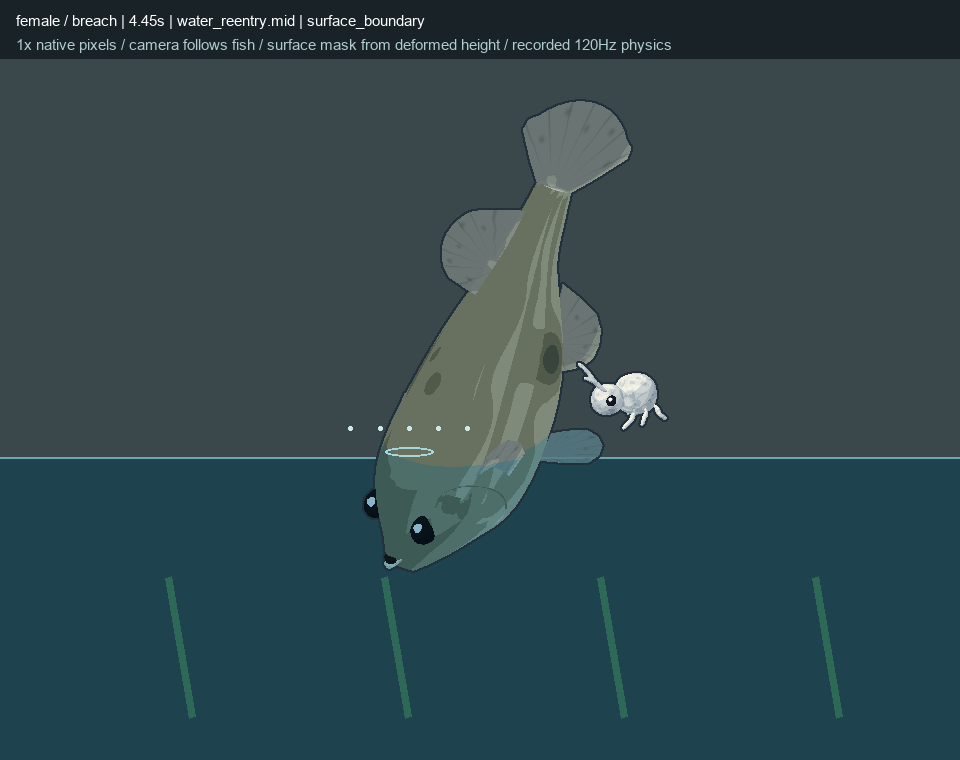 female / breach | 4.45s | water_reentry.mid | surface_boundary
1x native pixels / camera follows fish / surface mask from deformed height / recorded 120Hz physics